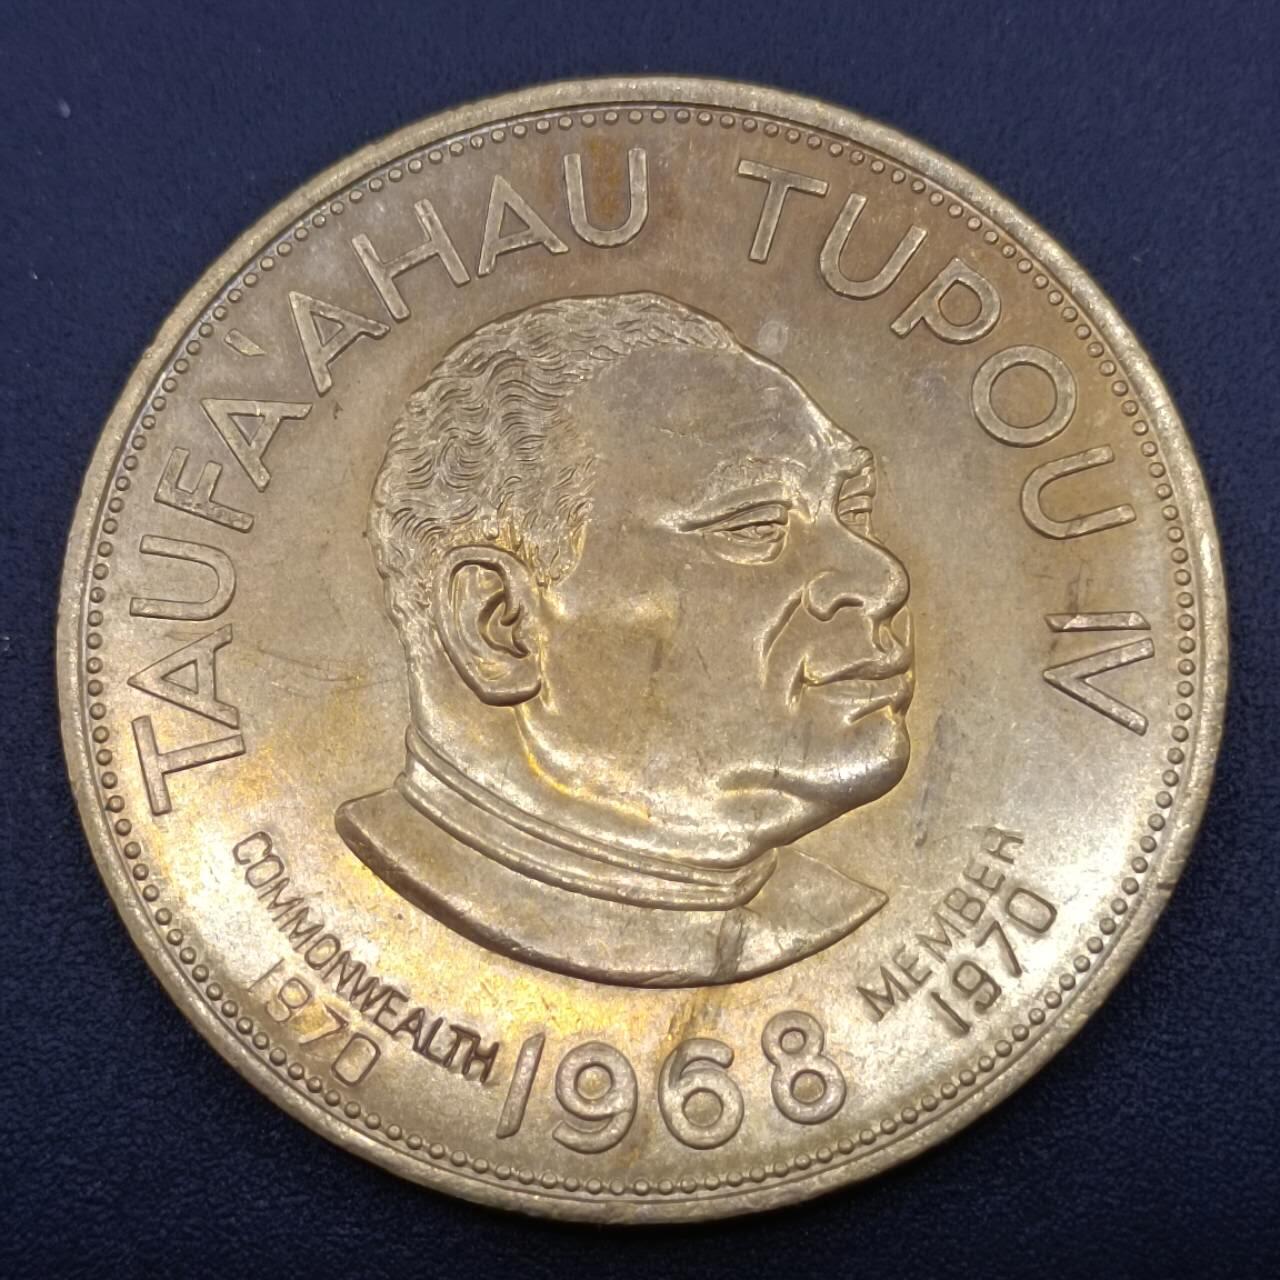 TAUFA'AHAU TUPOU IV
COMMONWEALTH
1970
MEMBER
1970
1968